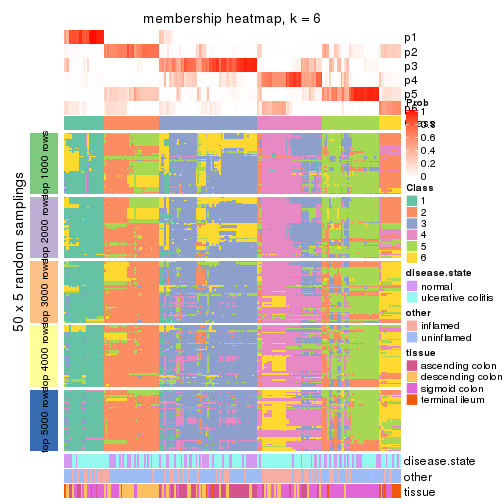 membership heatmap, k = 6
p1
p2
p3
p4
p5
p6
Prob
1
0.8
0.6
0.4
0.2
0
Class
1
2
3
4
5
6
disease.state
normal
ulcerative colitis
other
inflamed
uninflamed
tissue
ascending colon
descending colon
sigmoid colon
terminal ileum
50 x 5 random samplings
top 1000 rows
top 2000 rows
top 3000 rows
top 4000 rows
top 5000 rows
disease.state
other
tissue